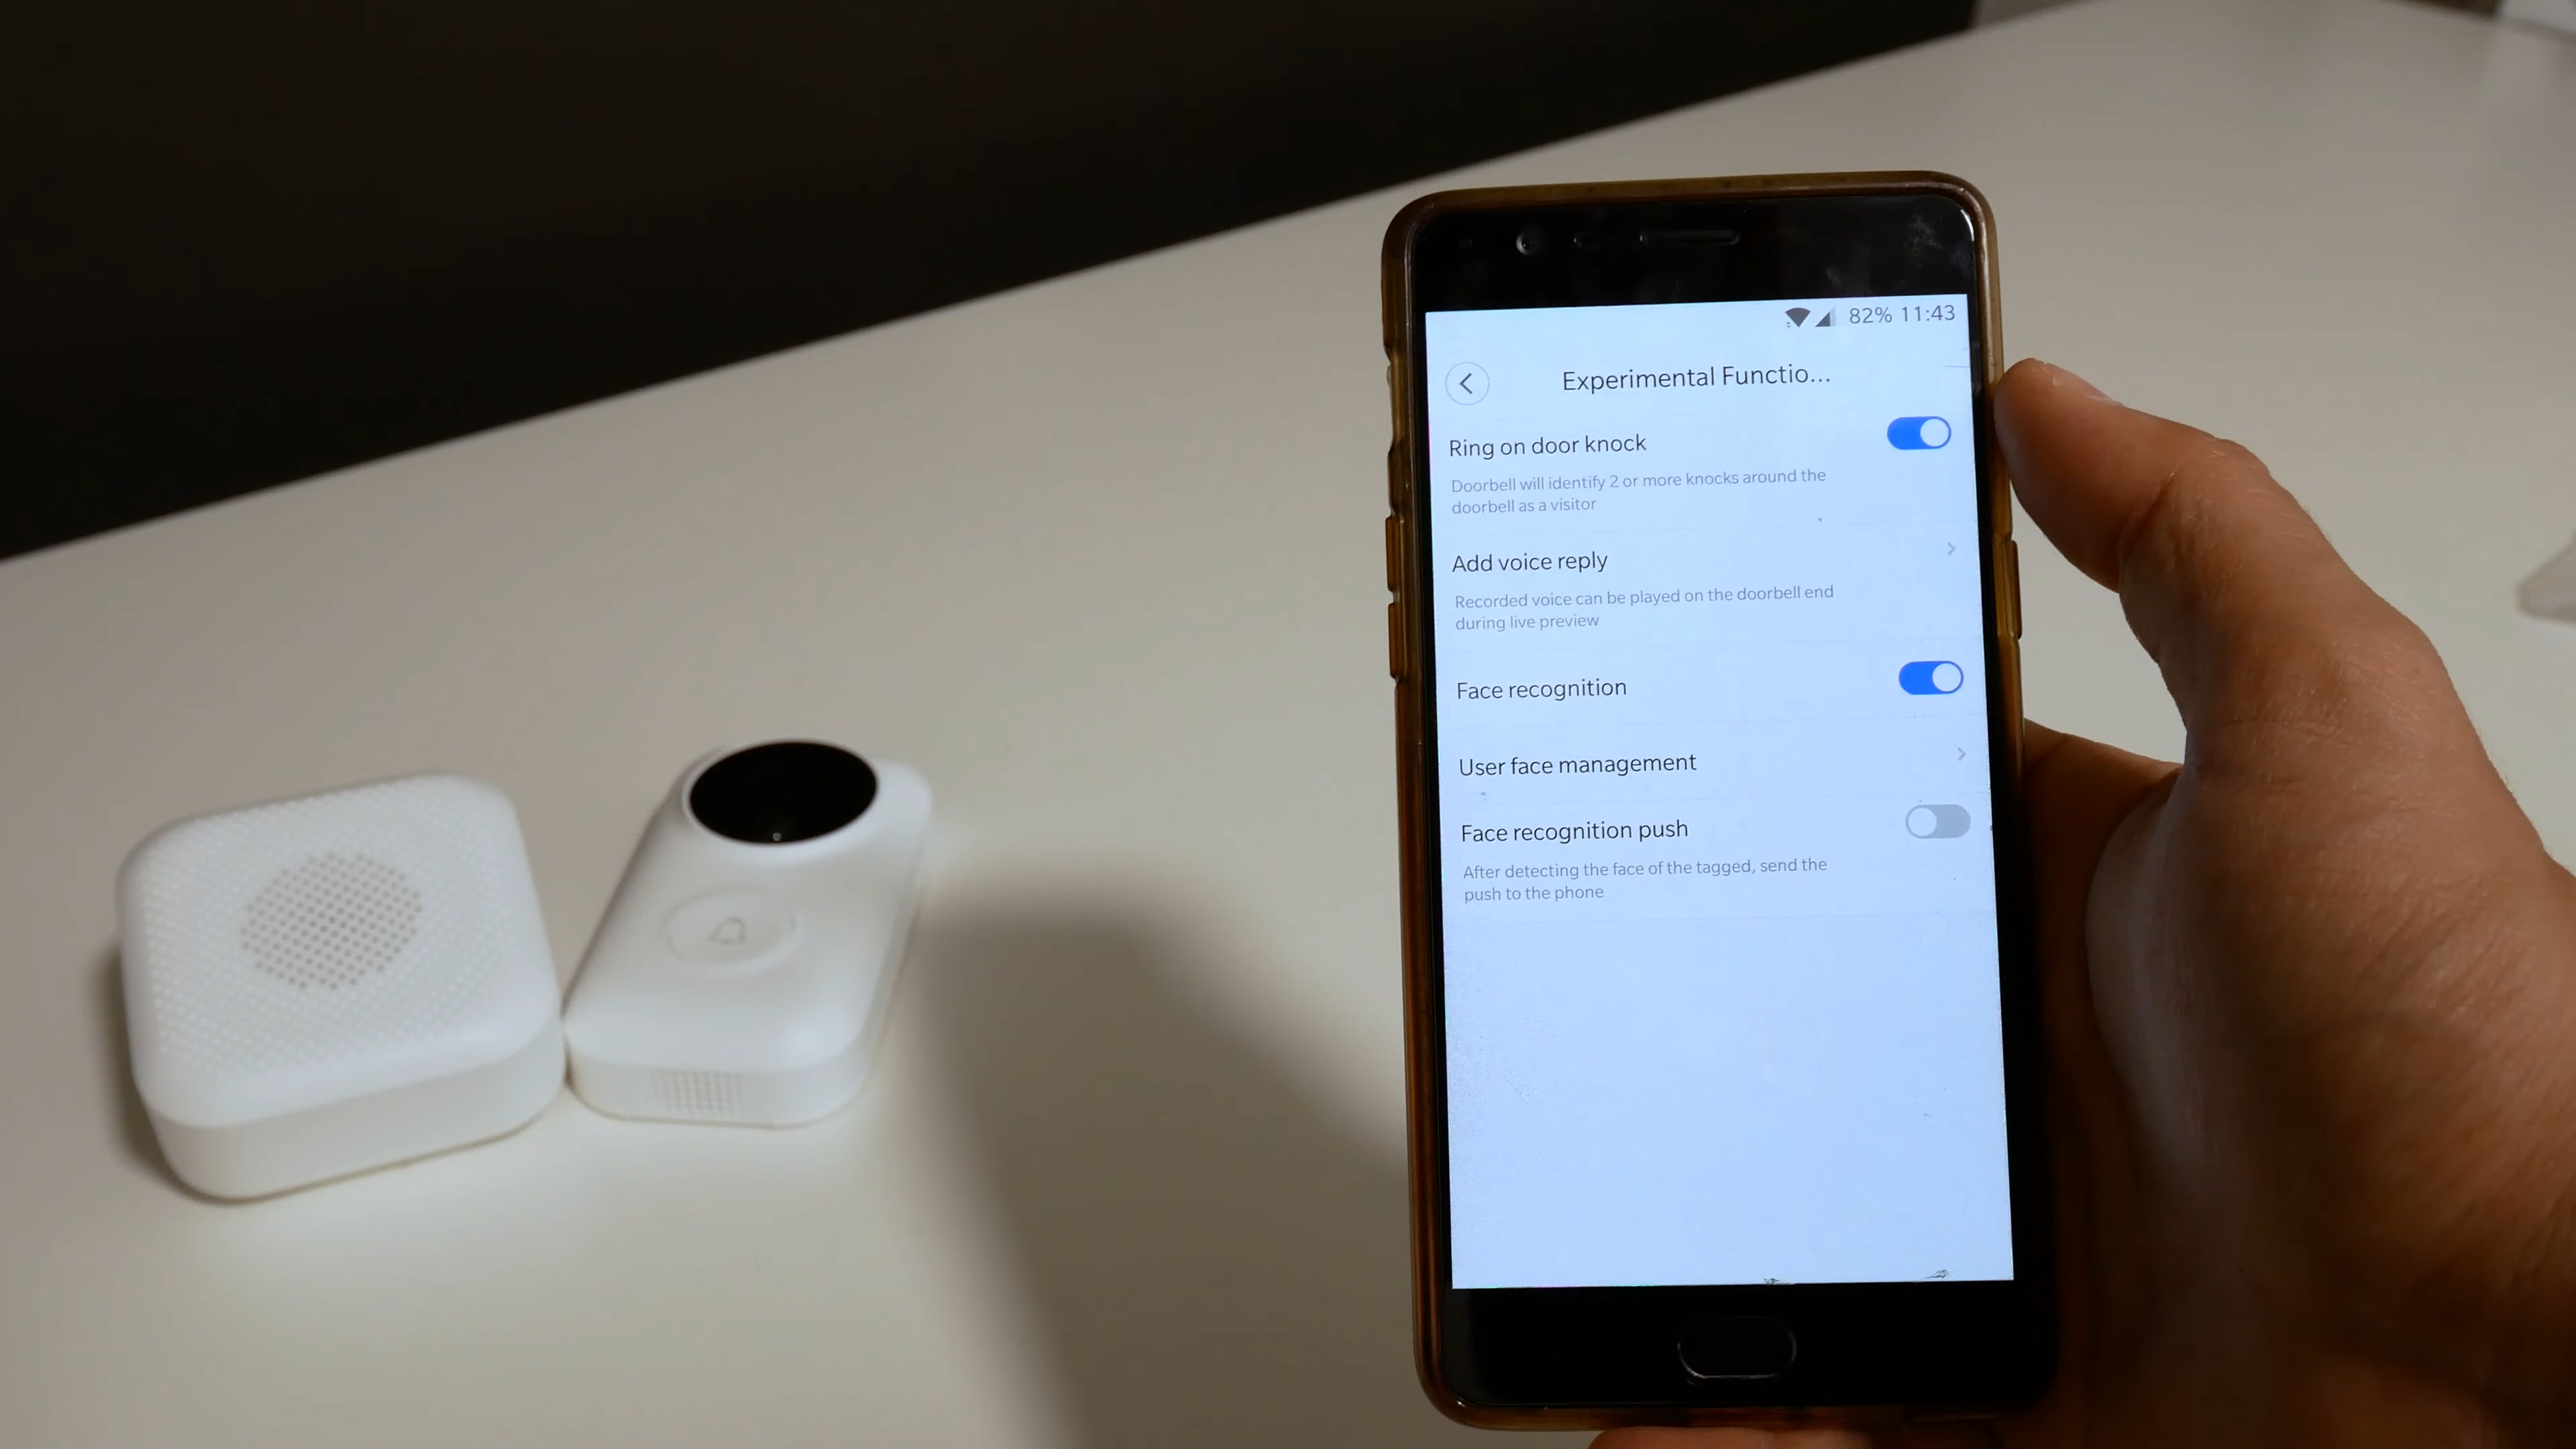 82% 11:43
Experimental Functio...
Ring on door knock
Doorbell will identify 2 or more knocks around the
doorbell as a visitor
Add voice reply
Recorded voice can be played on the doorbell end
during live preview
Face recognition
User face management
Face recognition push
After detecting the face of the tagged, send the
push to the phone